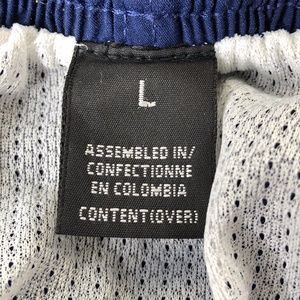 L
ASSEMBLED IN/
CONFECTIONNE
EN COLOMBIA
CONTENT(OVER)